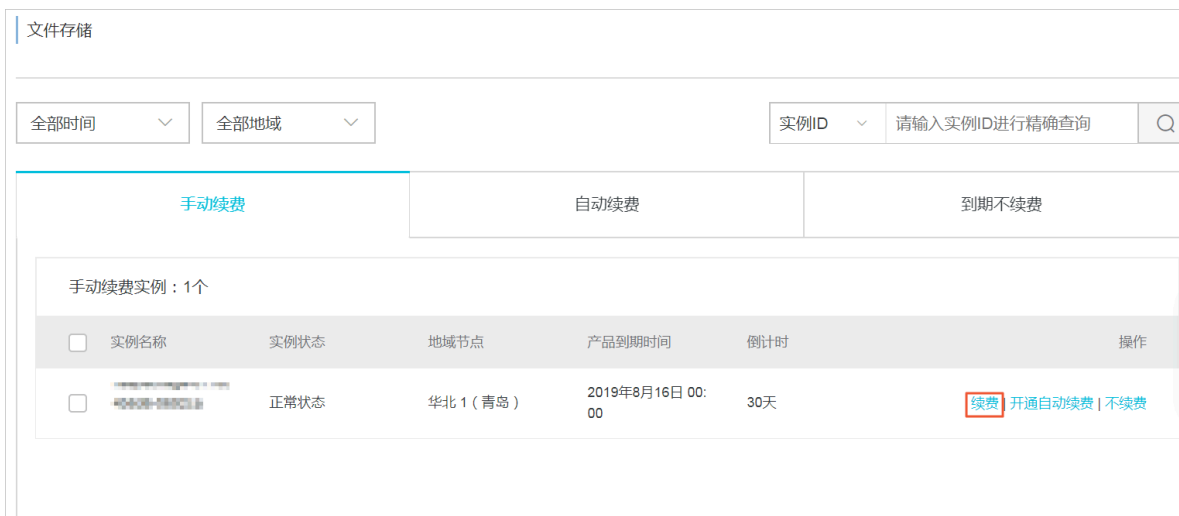 文件存储
全部时间 全部地域 实例ID 请输入实例ID进行精确查询
手动续费 自动续费 到期不续费
手动续费实例：1个
实例名称 实例状态 地域节点 产品到期时间 倒计时 操作
正常状态 华北 1（青岛） 2019年8月16日 00: 30天 续费 | 开通自动续费 | 不续费
00